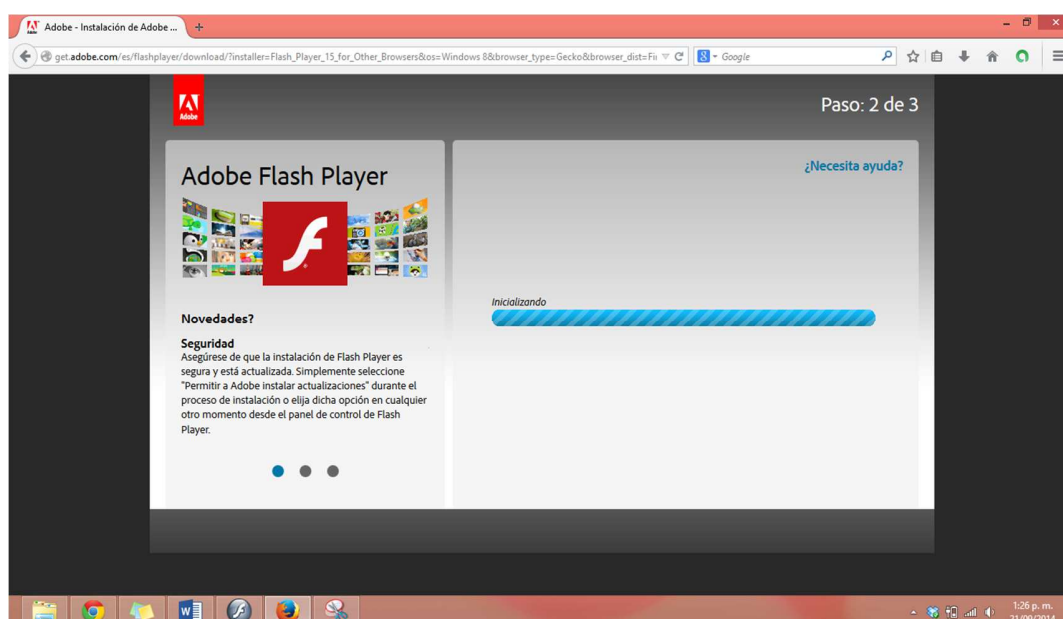 Adobe - Instalación de Adobe ...
get.adobe.com/es/flashplayer/download/?installer=Flash_Player_15_for_Other_Browsers&os=Windows 8&browser_type=Gecko&browser_dist=Fi
Google
Adobe
Paso: 2 de 3
¿Necesita ayuda?
Adobe Flash Player
Inicializando
Novedades?
Seguridad
Asegúrese de que la instalación de Flash Player es
segura y está actualizada. Simplemente seleccione
"Permitir a Adobe instalar actualizaciones" durante el
proceso de instalación o elija dicha opción en cualquier
otro momento desde el panel de control de Flash
Player.
1:26 p. m.
21/09/2014